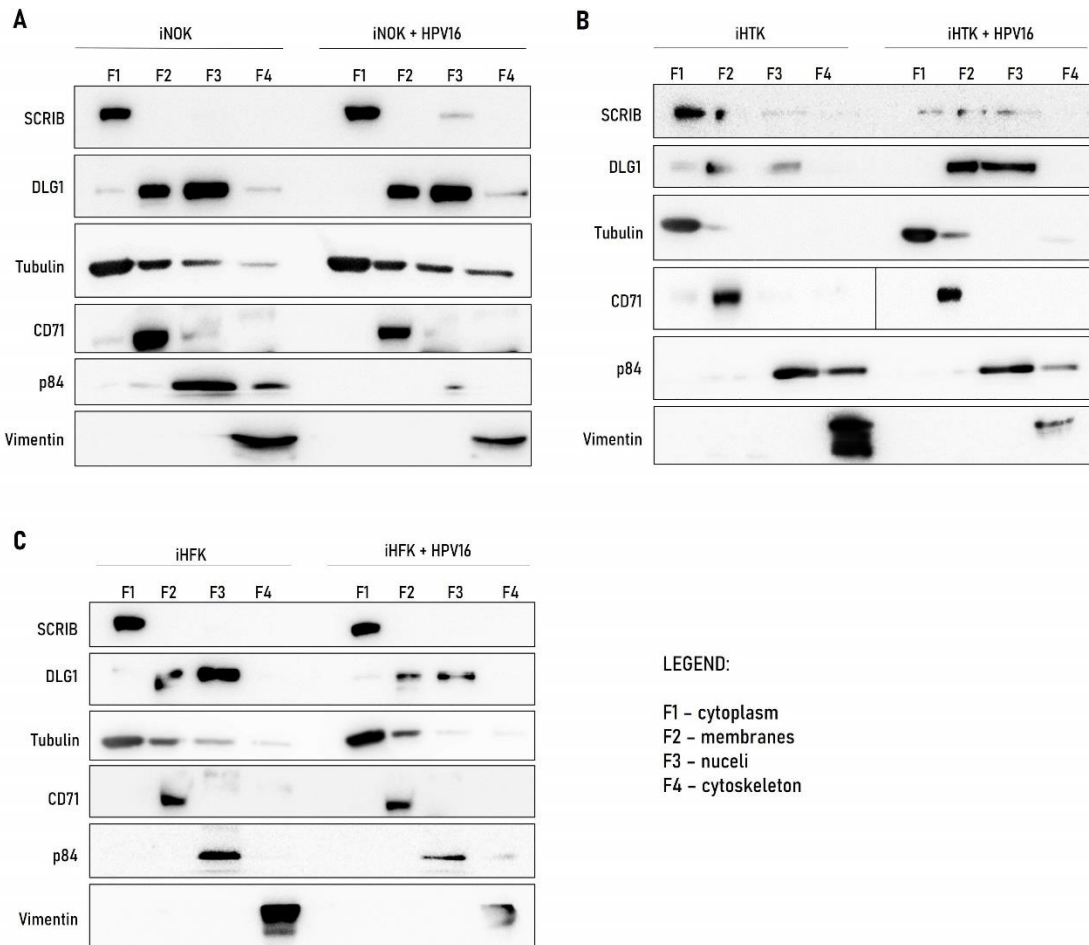 A
iNOK iNOK + HPV16
F1 F2 F3 F4 F1 F2 F3 F4
SCRIB
DLG1
Tubulin
CD71
p84
Vimentin
B
iHTK iHTK + HPV16
F1 F2 F3 F4 F1 F2 F3 F4
SCRIB
DLG1
Tubulin
CD71
p84
Vimentin
C
iHFK iHFK + HPV16
F1 F2 F3 F4 F1 F2 F3 F4
SCRIB
DLG1
Tubulin
CD71
p84
Vimentin
LEGEND:
F1 – cytoplasm
F2 – membranes
F3 – nuceli
F4 – cytoskeleton